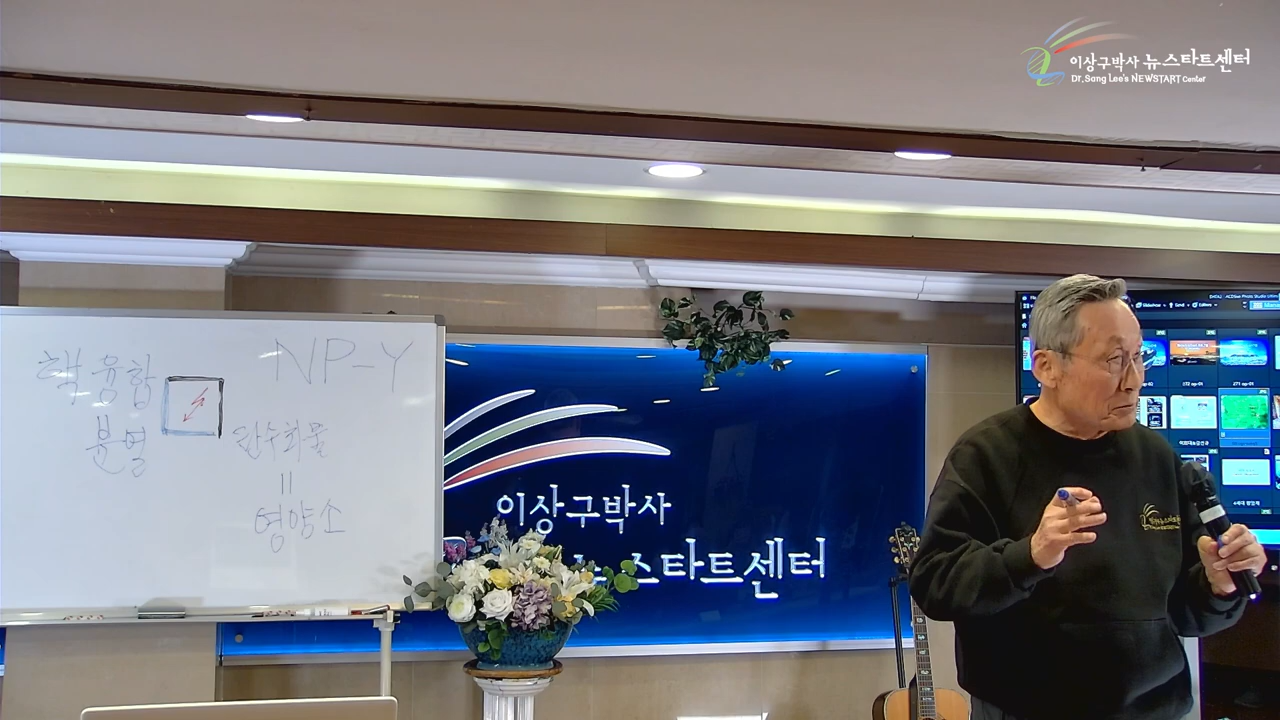 이상구박사 뉴스타트센터
Dr. Sang Lee's NEWSTART Center
핵융합
분열
NP-Y
탄수화물
=
영양소
이상구박사
스타트센터